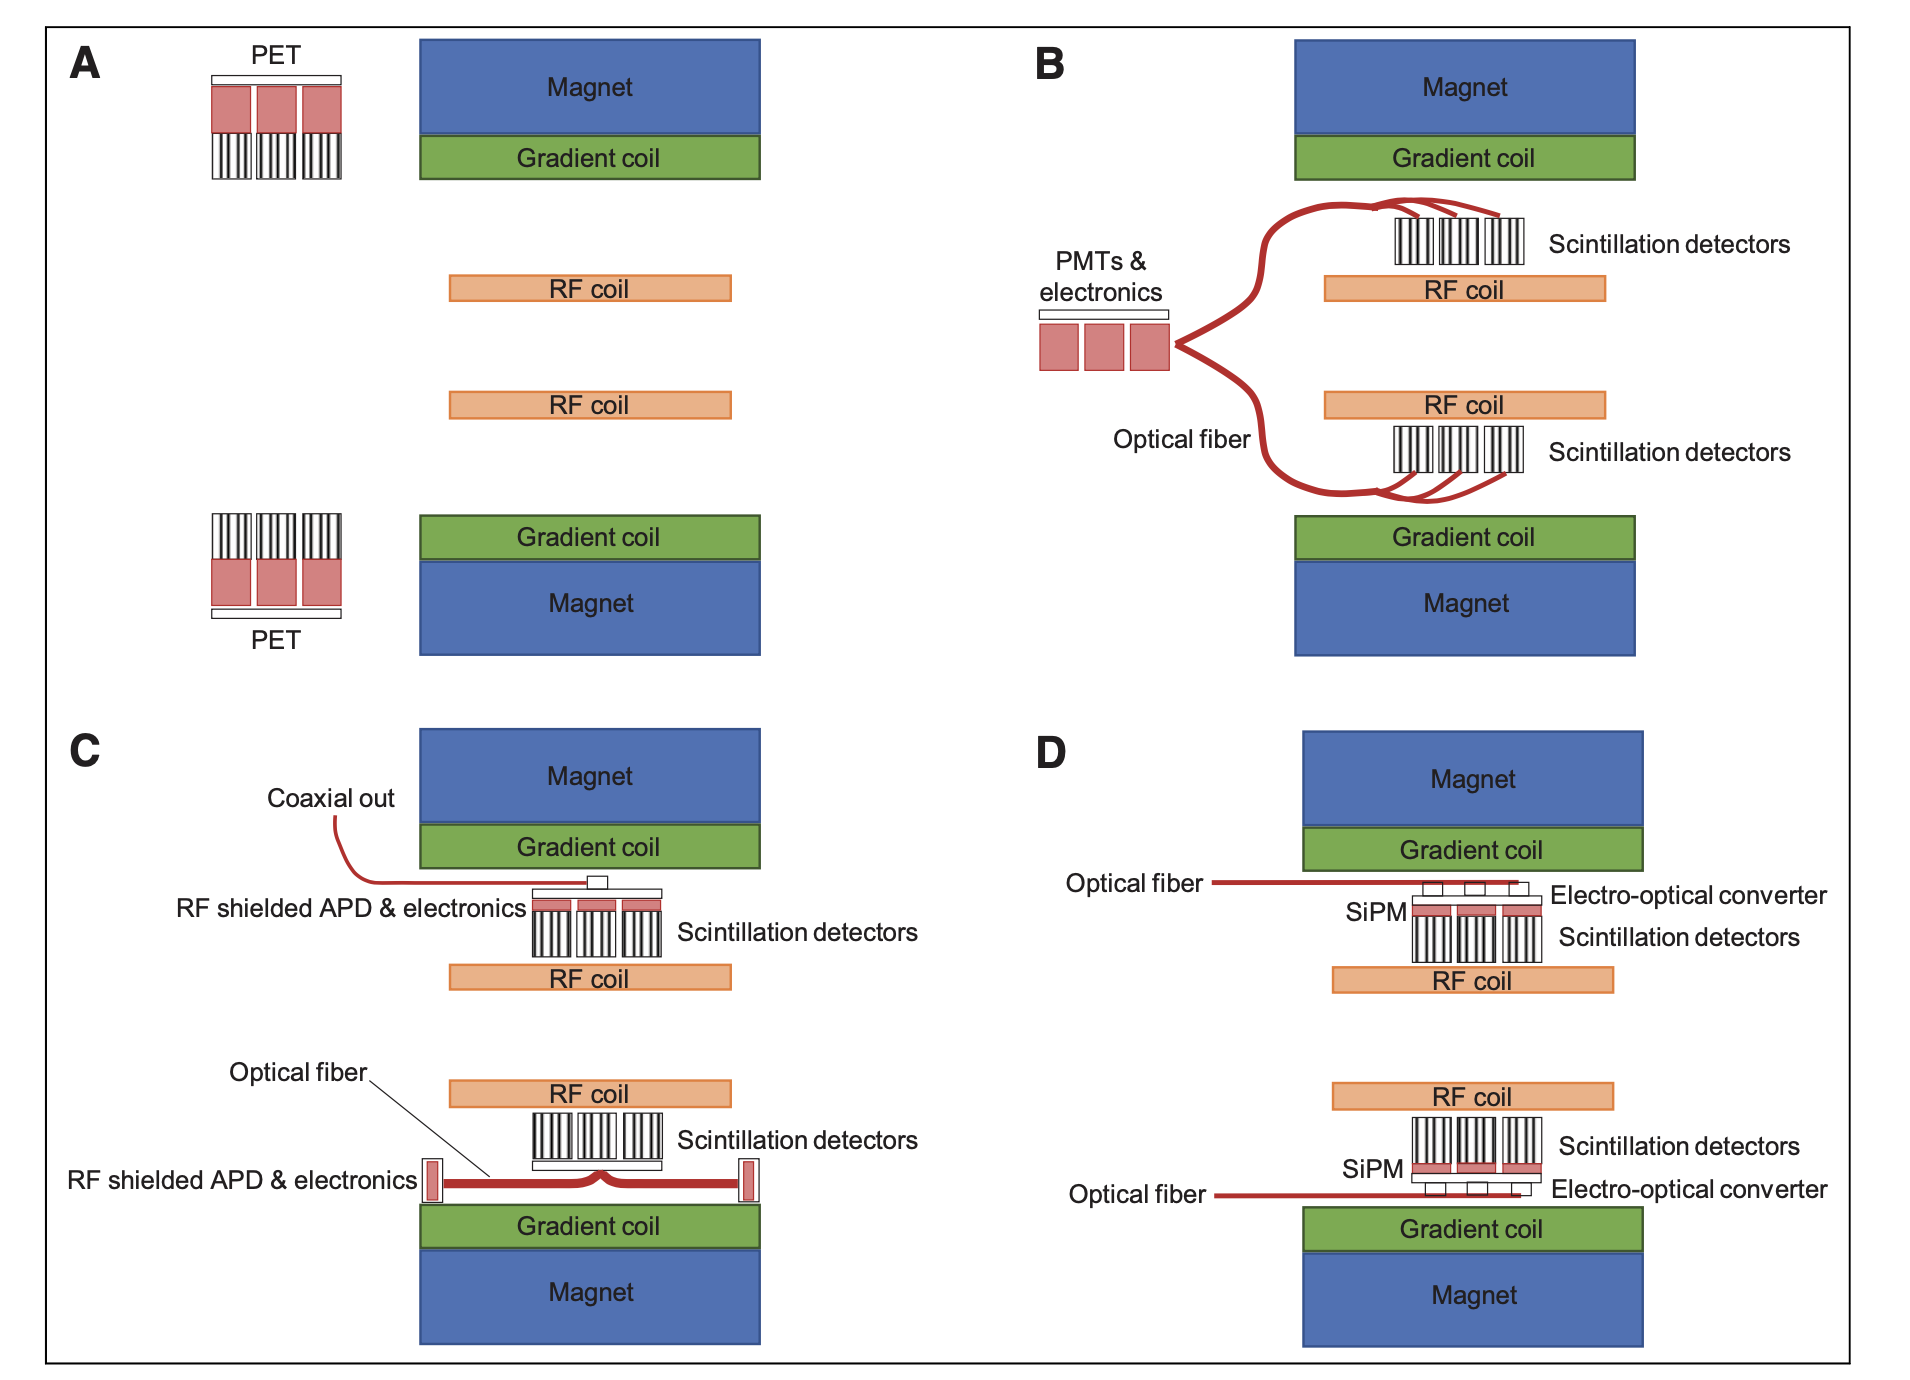 A
PET
Magnet
Gradient coil
RF coil
RF coil
Gradient coil
Magnet
PET
B
Magnet
Gradient coil
Scintillation detectors
PMTs &
electronics
RF coil
RF coil
Optical fiber
Scintillation detectors
Gradient coil
Magnet
C
Magnet
Coaxial out
Gradient coil
RF shielded APD & electronics
Scintillation detectors
RF coil
Optical fiber
RF coil
Scintillation detectors
RF shielded APD & electronics
Gradient coil
Magnet
D
Magnet
Gradient coil
Optical fiber
Electro-optical converter
SiPM
Scintillation detectors
RF coil
RF coil
Scintillation detectors
SiPM
Electro-optical converter
Optical fiber
Gradient coil
Magnet